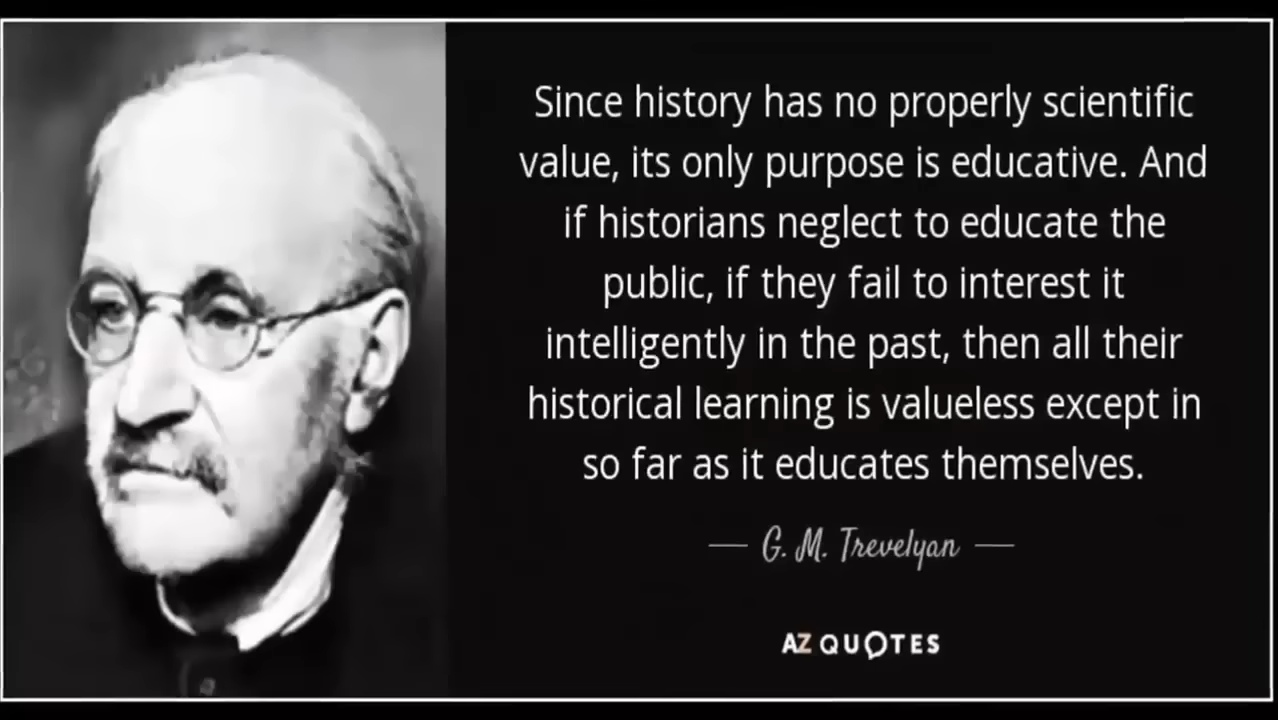 Since history has no properly scientific
value, its only purpose is educative. And
if historians neglect to educate the
public, if they fail to interest it
intelligently in the past, then all their
historical learning is valueless except in
so far as it educates themselves.
— G. M. Trevelyan —
AZ QUOTES